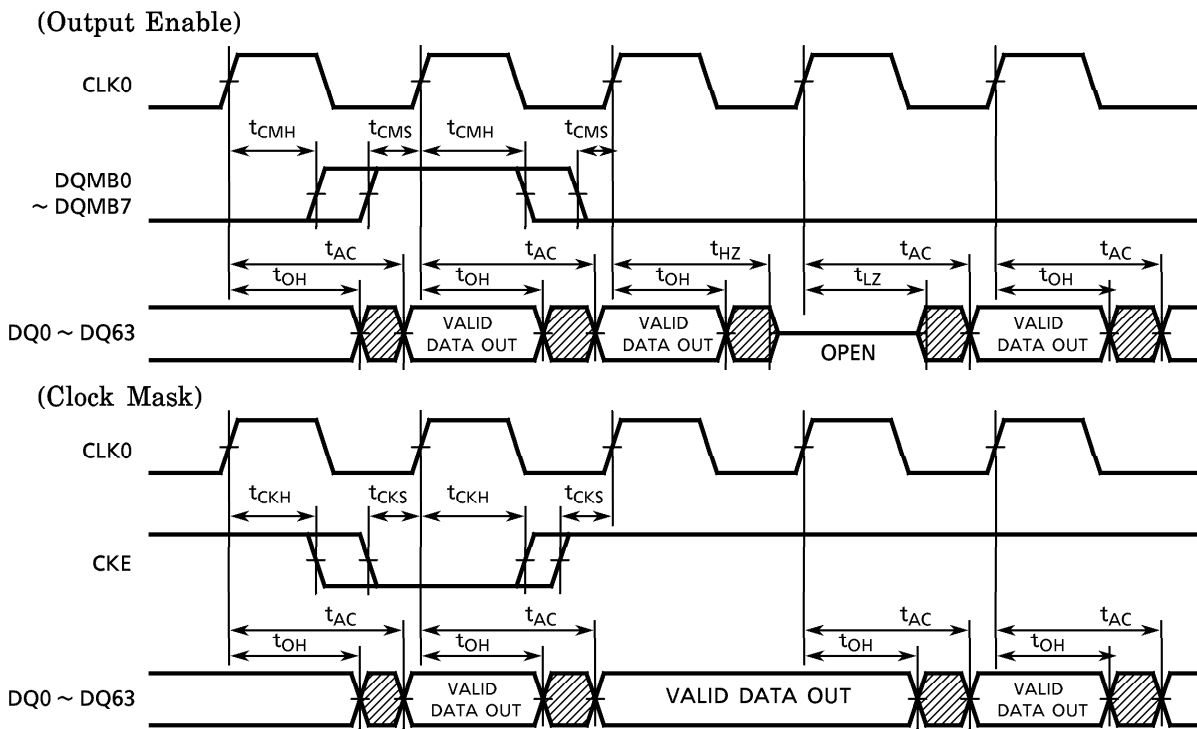 (Output Enable)
CLK0
tCMH tCMS tCMH tCMS
DQMB0
~ DQMB7
tAC tAC tHZ tAC tAC
tOH tOH tOH tLZ tOH
DQ0 ~ DQ63
VALID DATA OUT
VALID DATA OUT
OPEN
VALID DATA OUT
(Clock Mask)
CLK0
tCKH tCKS tCKH tCKS
CKE
tAC tAC tAC tAC
tOH tOH tOH tOH
DQ0 ~ DQ63
VALID DATA OUT
VALID DATA OUT
VALID DATA OUT